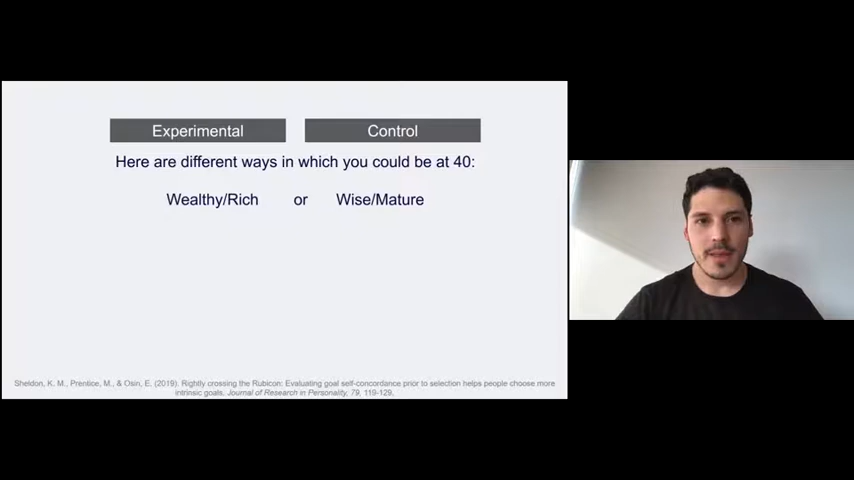 Experimental
Control
Here are different ways in which you could be at 40:
Wealthy/Rich or Wise/Mature
Sheldon, K. M., Prentice, M., & Osin, E. (2019). Rightly crossing the Rubicon: Evaluating goal self-concordance prior to selection helps people choose more
intrinsic goals. Journal of Research in Personality, 79, 119-129.